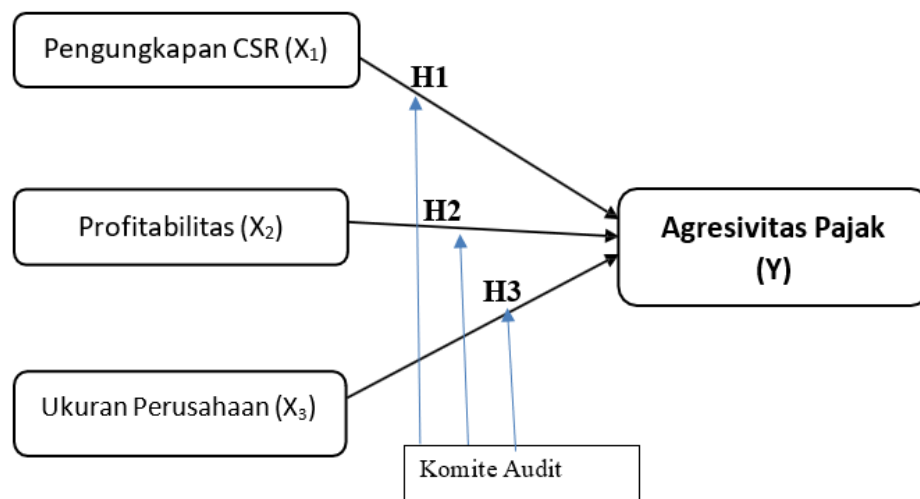 Pengungkapan CSR (X₁)
H1
Profitabilitas (X₂)
H2
Agresivitas Pajak
(Y)
H3
Ukuran Perusahaan (X₃)
Komite Audit